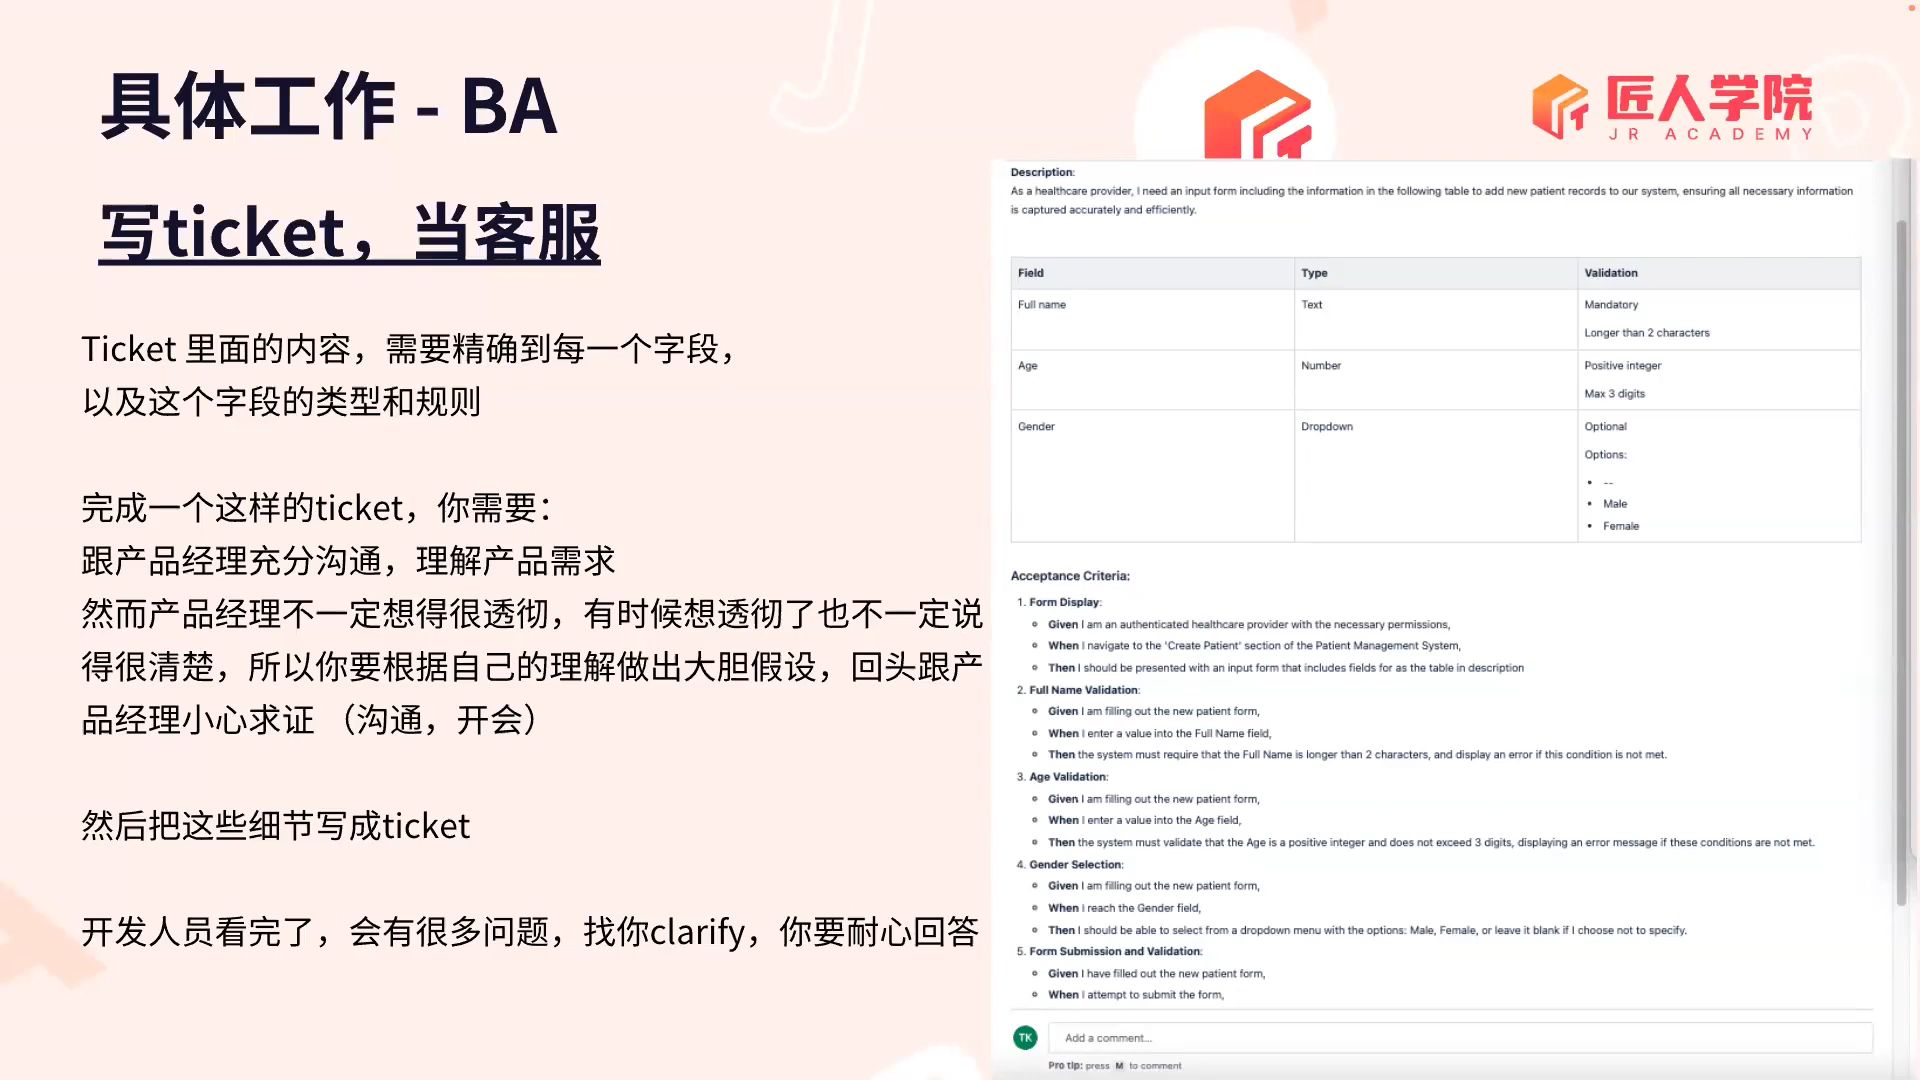 具体工作 - BA
写ticket，当客服
Ticket 里面的内容，需要精确到每一个字段，
以及这个字段的类型和规则
完成一个这样的ticket，你需要：
跟产品经理充分沟通，理解产品需求
然而产品经理不一定想得很透彻，有时候想透彻了也不一定说
得很清楚，所以你要根据自己的理解做出大胆假设，回头跟产
品经理小心求证 （沟通，开会）
然后把这些细节写成ticket
开发人员看完了，会有很多问题，找你clarify，你要耐心回答
匠人学院
JR ACADEMY
Description:
As a healthcare provider, I need an input form including the information in the following table to add new patient records to our system, ensuring all necessary information
is captured accurately and efficiently.
Field Type Validation
Full name Text Mandatory
Longer than 2 characters
Age Number Positive integer
Max 3 digits
Gender Dropdown Optional
Options:
• --
• Male
• Female
Acceptance Criteria:
1. Form Display:
Given I am an authenticated healthcare provider with the necessary permissions,
When I navigate to the 'Create Patient' section of the Patient Management System,
Then I should be presented with an input form that includes fields for as the table in description
2. Full Name Validation:
Given I am filling out the new patient form,
When I enter a value into the Full Name field,
Then the system must require that the Full Name is longer than 2 characters, and display an error if this condition is not met.
3. Age Validation:
Given I am filling out the new patient form,
When I enter a value into the Age field,
Then the system must validate that the Age is a positive integer and does not exceed 3 digits, displaying an error message if these conditions are not met.
4. Gender Selection:
Given I am filling out the new patient form,
When I reach the Gender field,
Then I should be able to select from a dropdown menu with the options: Male, Female, or leave it blank if I choose not to specify.
5. Form Submission and Validation:
Given I have filled out the new patient form,
When I attempt to submit the form,
TK
Add a comment...
Pro tip: press M to comment